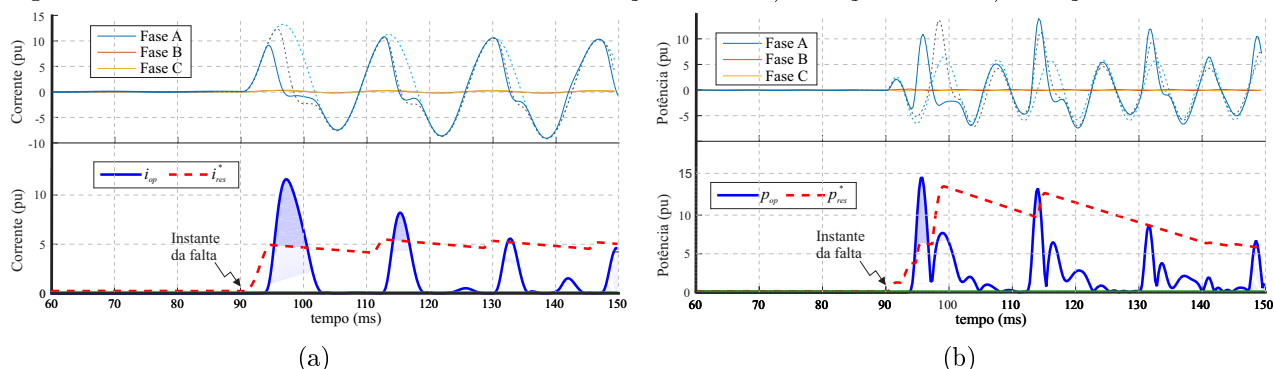 Corrente (pu)
15
10
5
0
-5
-10
Fase A
Fase B
Fase C
Corrente (pu)
10
5
0
i_op i*_res
Instante
da falta
60 70 80 90 100 110 120 130 140 150
tempo (ms)
(a)
Potência (pu)
10
5
0
-5
Fase A
Fase B
Fase C
Potência (pu)
15
10
5
0
p_op p*_res
Instante
da falta
60 70 80 90 100 110 120 130 140 150
tempo (ms)
(b)